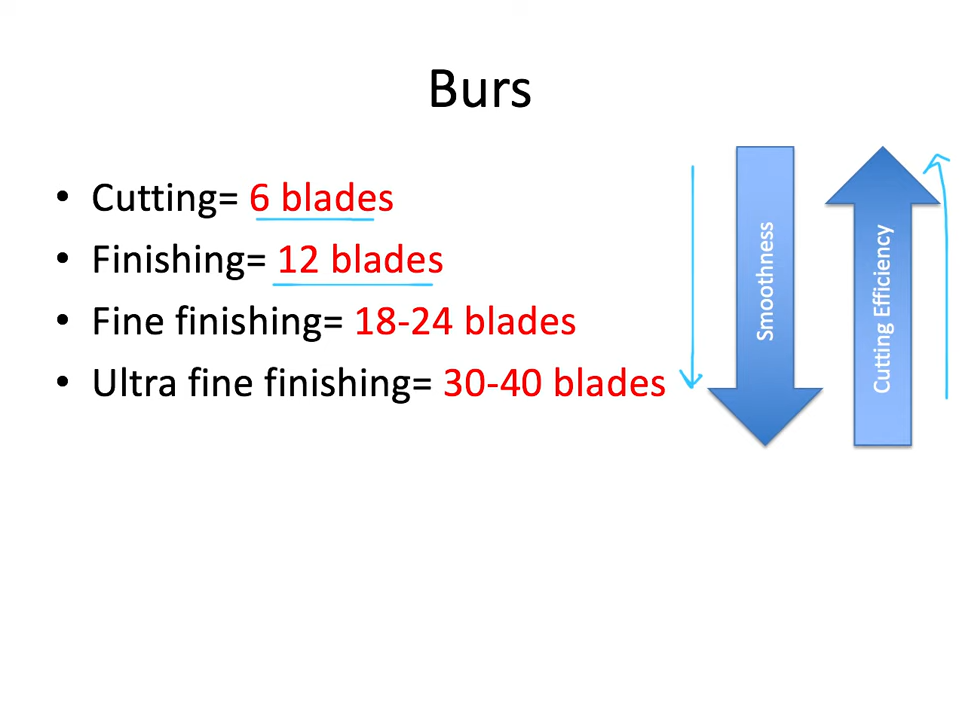 Burs
• Cutting= 6 blades
• Finishing= 12 blades
• Fine finishing= 18-24 blades
• Ultra fine finishing= 30-40 blades
Smoothness
Cutting Efficiency